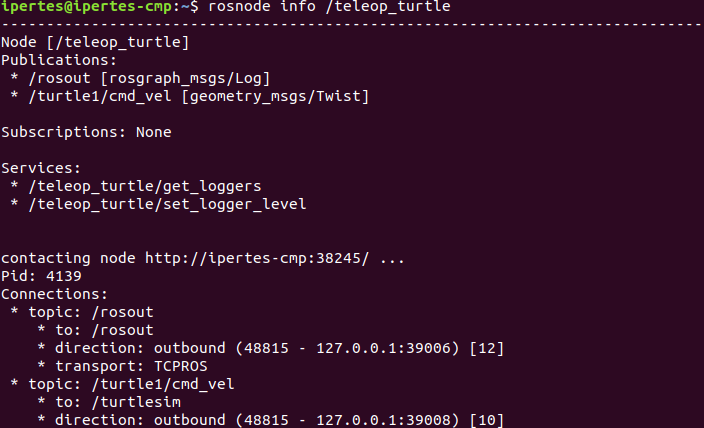 ipertes@ipertes-cmp:~$ rosnode info /teleop_turtle
--------------------------------------------------------------------------------
Node [/teleop_turtle]
Publications:
 * /rosout [rosgraph_msgs/Log]
 * /turtle1/cmd_vel [geometry_msgs/Twist]

Subscriptions: None

Services:
 * /teleop_turtle/get_loggers
 * /teleop_turtle/set_logger_level


contacting node http://ipertes-cmp:38245/ ...
Pid: 4139
Connections:
 * topic: /rosout
    * to: /rosout
    * direction: outbound (48815 - 127.0.0.1:39006) [12]
    * transport: TCPROS
 * topic: /turtle1/cmd_vel
    * to: /turtlesim
    * direction: outbound (48815 - 127.0.0.1:39008) [10]